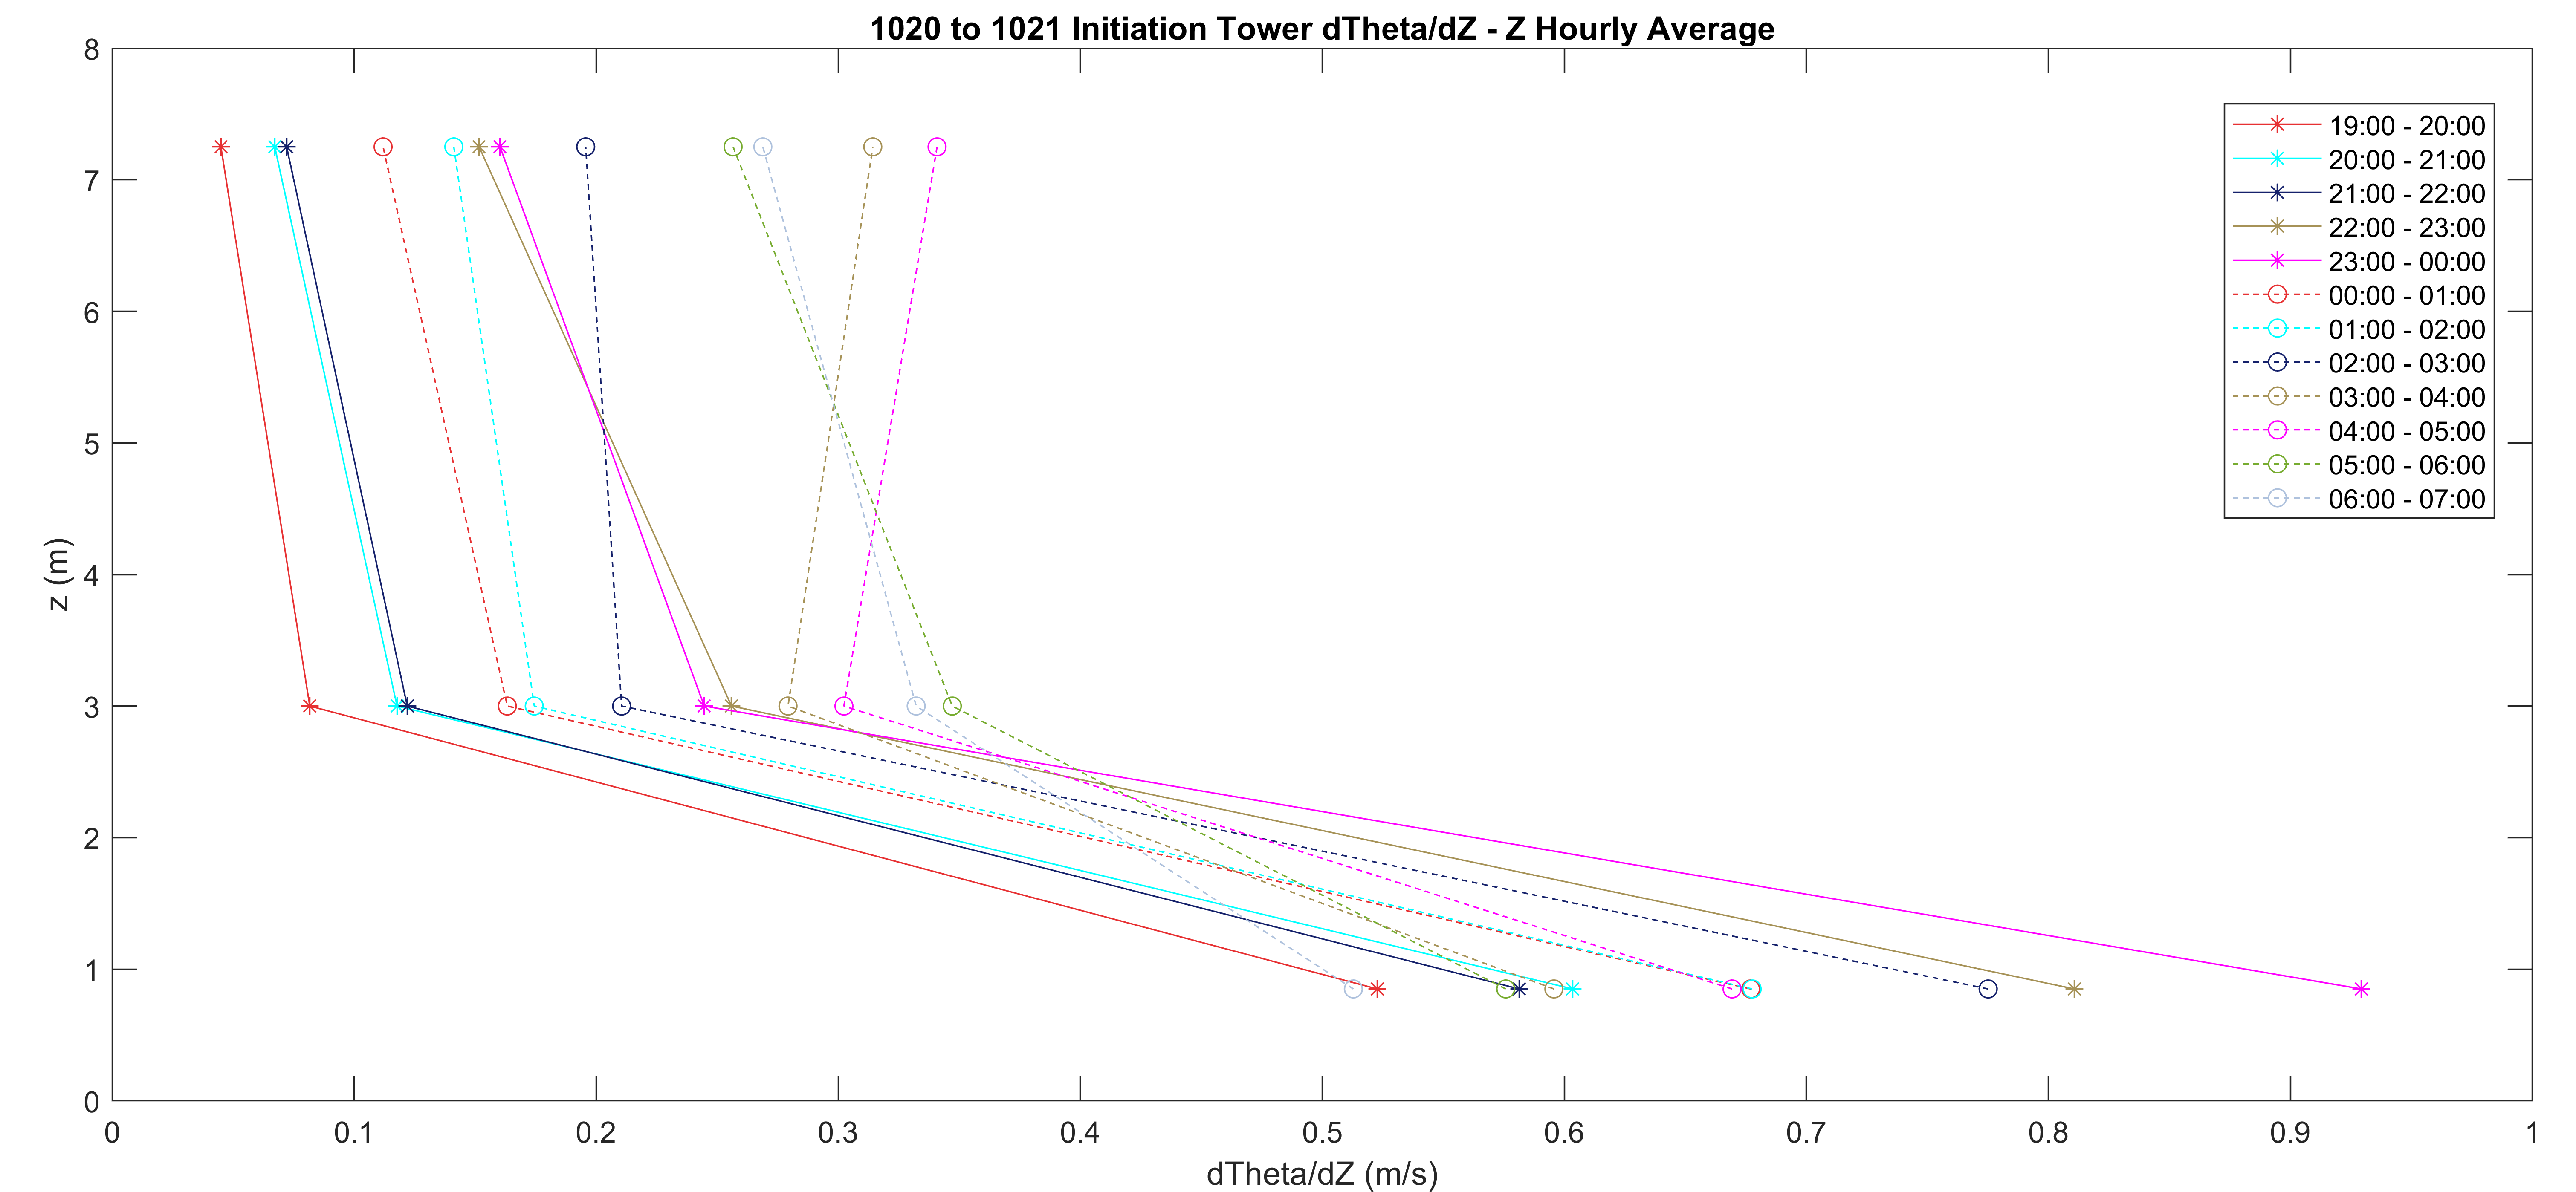 1020 to 1021 Initiation Tower dTheta/dZ - Z Hourly Average
8
7
6
5
4
3
2
1
0
z (m)
19:00 - 20:00
20:00 - 21:00
21:00 - 22:00
22:00 - 23:00
23:00 - 00:00
00:00 - 01:00
01:00 - 02:00
02:00 - 03:00
03:00 - 04:00
04:00 - 05:00
05:00 - 06:00
06:00 - 07:00
0 0.1 0.2 0.3 0.4 0.5 0.6 0.7 0.8 0.9 1
dTheta/dZ (m/s)